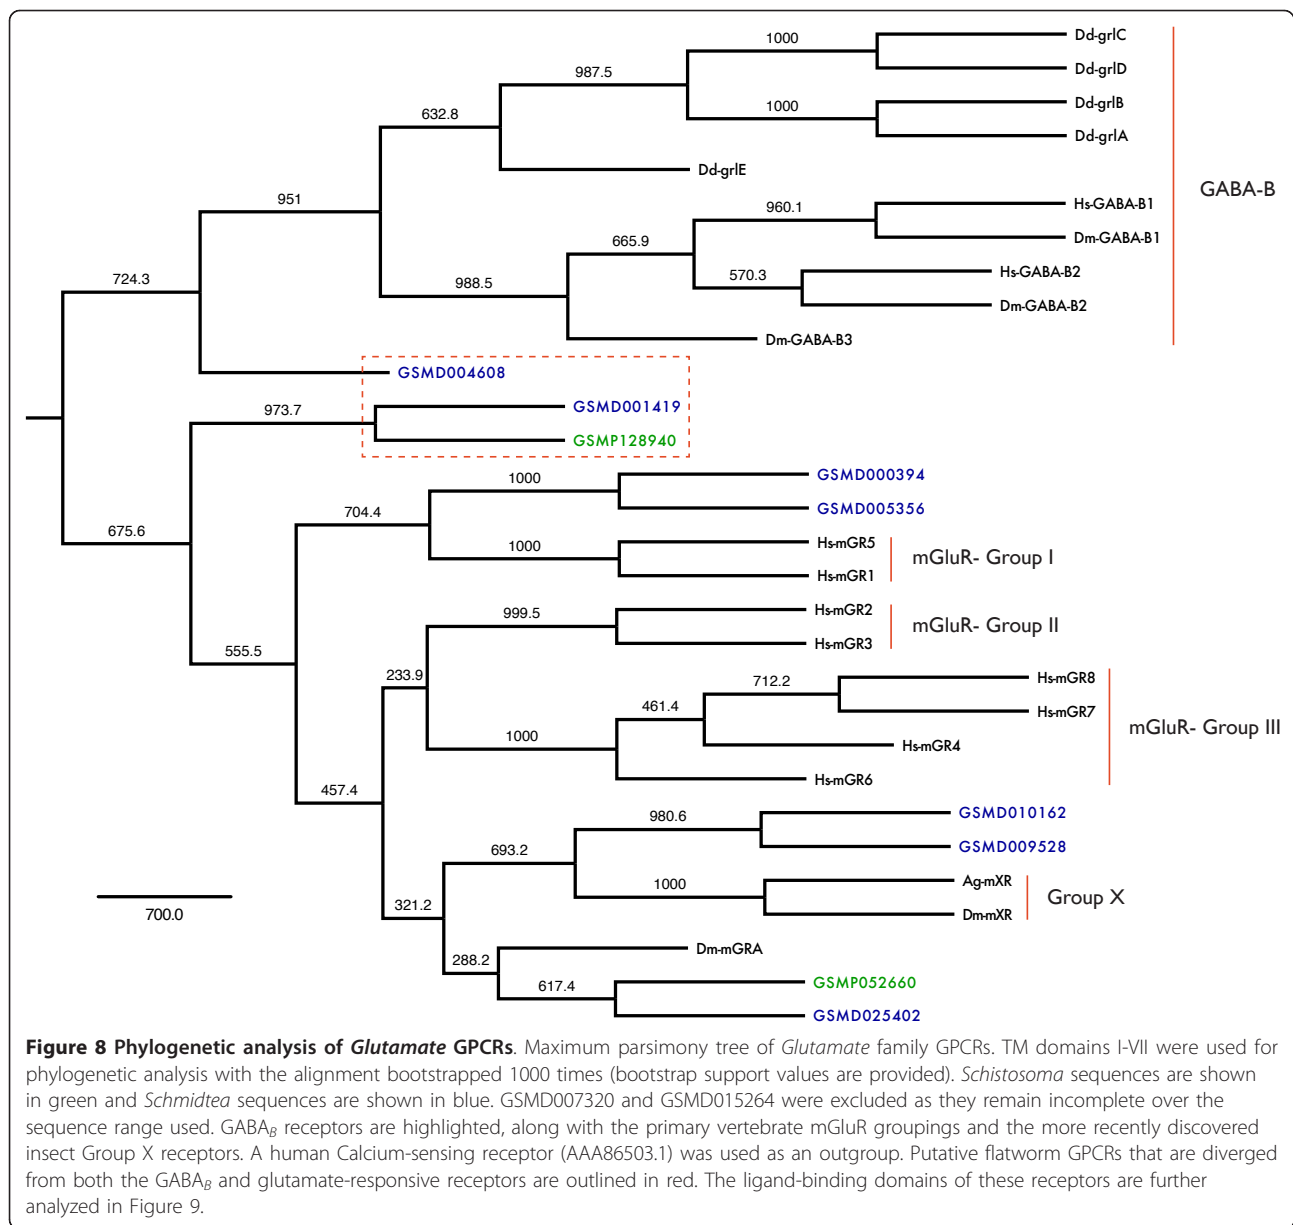 1000
Dd-grlC
Dd-grlD
987.5
1000
Dd-grlB
Dd-grlA
632.8
Dd-grlE
GABA-B
951
960.1
Hs-GABA-B1
Dm-GABA-B1
665.9
570.3
Hs-GABA-B2
Dm-GABA-B2
724.3
988.5
Dm-GABA-B3
GSMD004608
973.7
GSMD001419
GSMP128940
1000
GSMD000394
GSMD005356
704.4
675.6
1000
Hs-mGR5
Hs-mGR1
mGluR- Group I
999.5
Hs-mGR2
Hs-mGR3
mGluR- Group II
555.5
233.9
712.2
Hs-mGR8
Hs-mGR7
461.4
Hs-mGR4
mGluR- Group III
1000
Hs-mGR6
457.4
980.6
GSMD010162
GSMD009528
693.2
1000
Ag-mXR
Dm-mXR
Group X
321.2
700.0
Dm-mGRA
288.2
617.4
GSMP052660
GSMD025402
Figure 8 Phylogenetic analysis of Glutamate GPCRs. Maximum parsimony tree of Glutamate family GPCRs. TM domains I-VII were used for
phylogenetic analysis with the alignment bootstrapped 1000 times (bootstrap support values are provided). Schistosoma sequences are shown
in green and Schmidtea sequences are shown in blue. GSMD007320 and GSMD015264 were excluded as they remain incomplete over the
sequence range used. GABAB receptors are highlighted, along with the primary vertebrate mGluR groupings and the more recently discovered
insect Group X receptors. A human Calcium-sensing receptor (AAA86503.1) was used as an outgroup. Putative flatworm GPCRs that are diverged
from both the GABAB and glutamate-responsive receptors are outlined in red. The ligand-binding domains of these receptors are further
analyzed in Figure 9.